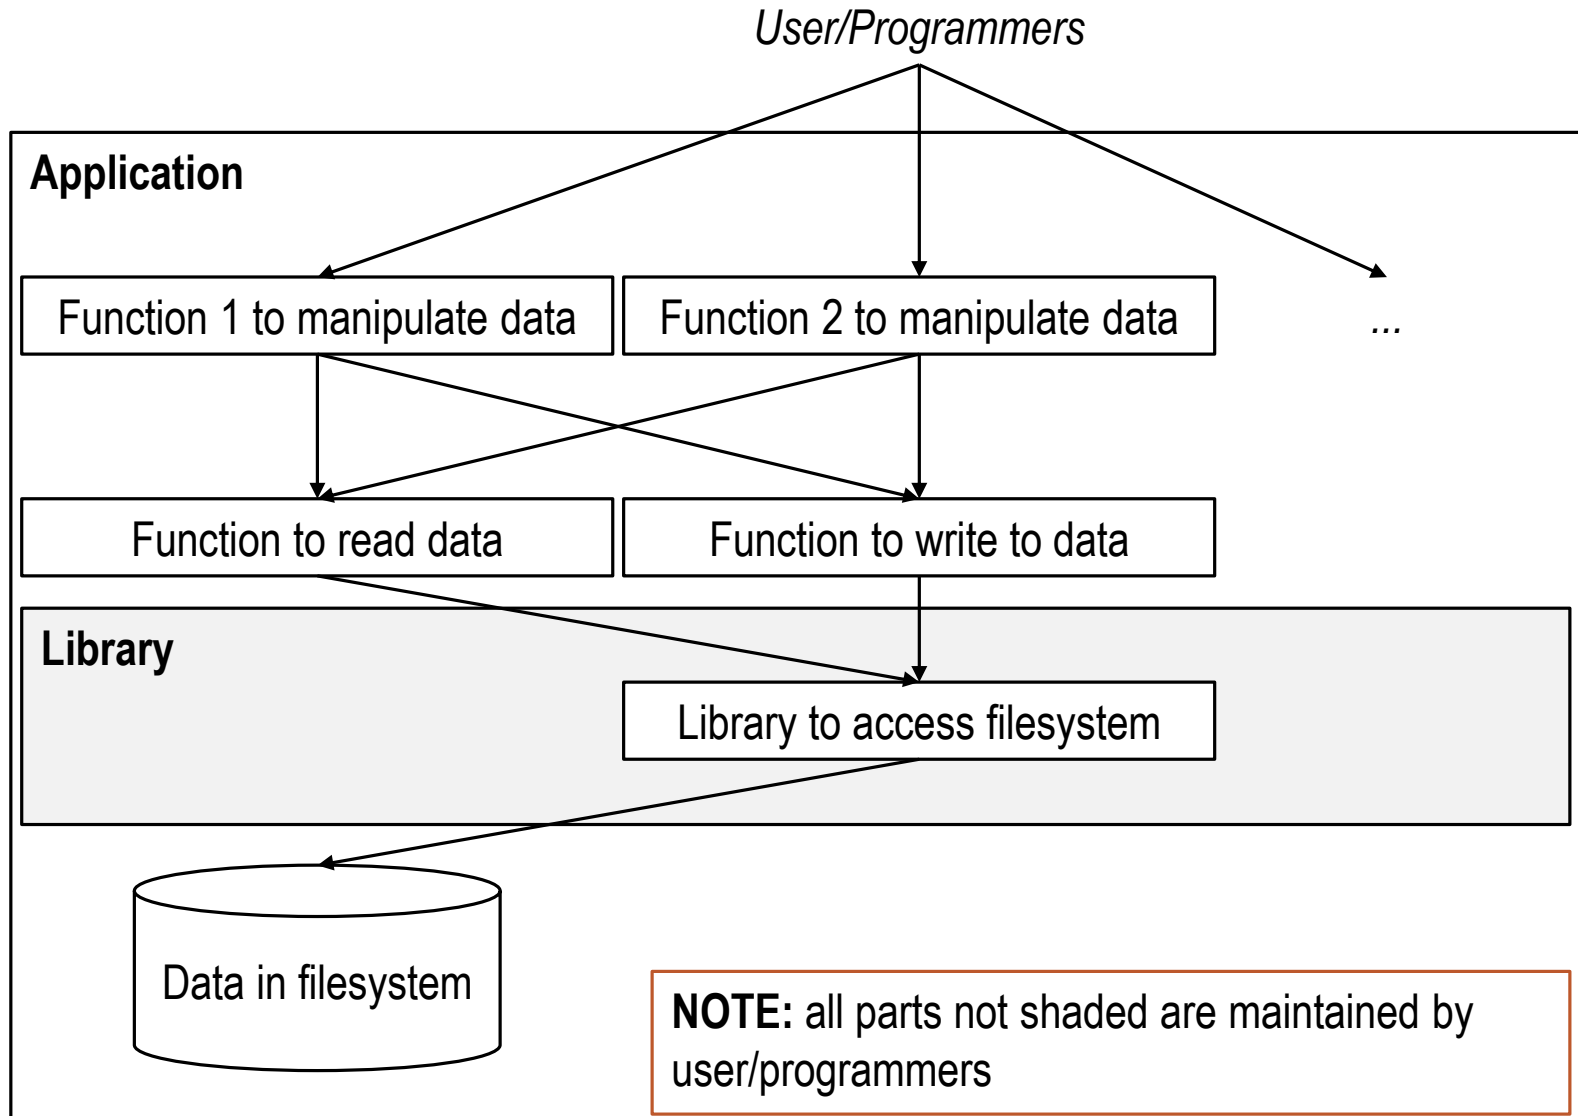 User/Programmers
Application
Function 1 to manipulate data
Function 2 to manipulate data
...
Function to read data
Function to write to data
Library
Library to access filesystem
Data in filesystem
NOTE: all parts not shaded are maintained by
user/programmers